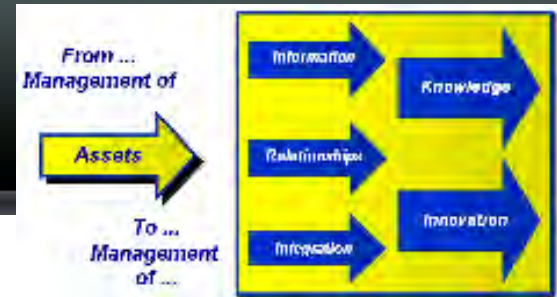 From ...
Management of
Assets
To ...
Management
of ...
Information
Relationships
Integration
Knowledge
Innovation